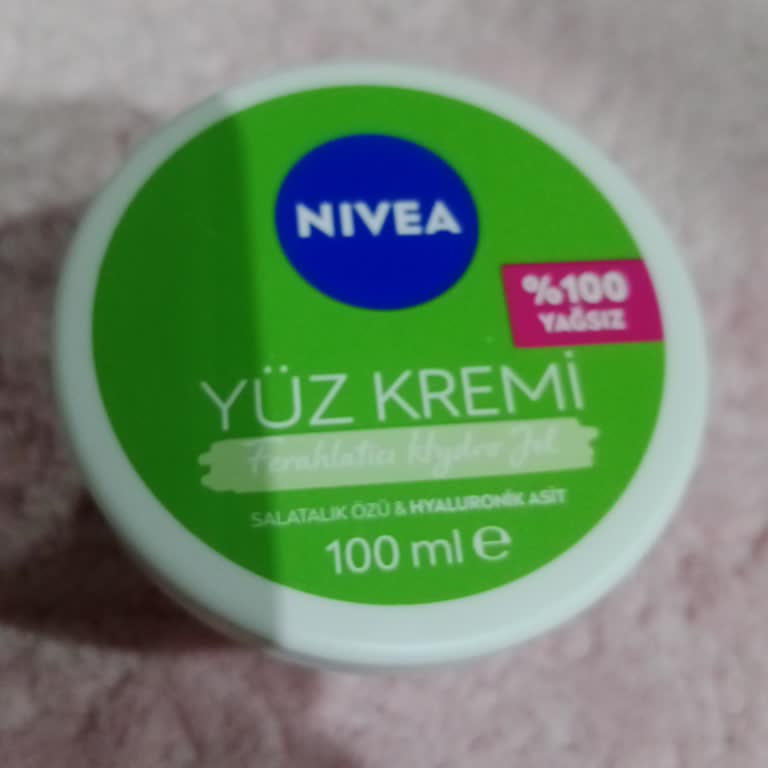 NIVEA
%100
YAĞSIZ
YÜZ KREMİ
Ferahlatıcı Hydro Jel
SALATALIK ÖZÜ & HYALURONİK ASİT
100 ml ℮